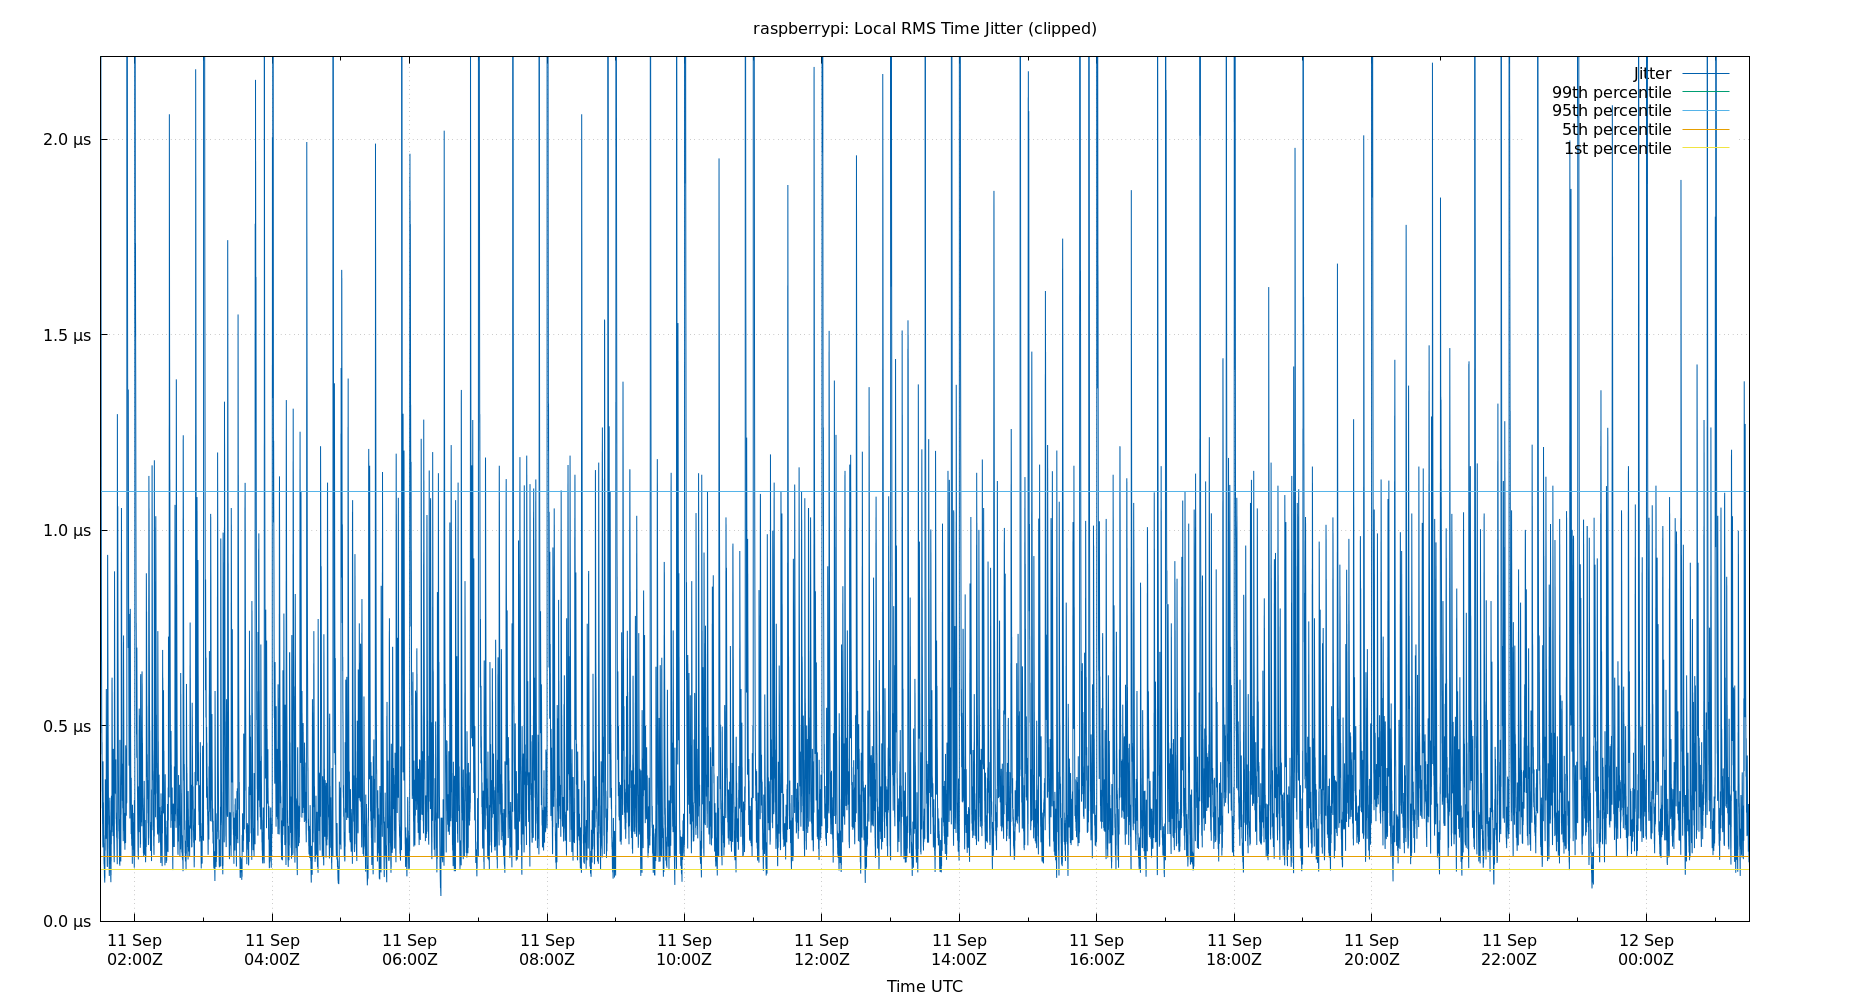 raspberrypi: Local RMS Time Jitter (clipped)
Jitter
99th percentile
95th percentile
5th percentile
1st percentile
2.0 µs
1.5 µs
1.0 µs
0.5 µs
0.0 µs
11 Sep 11 Sep 11 Sep 11 Sep 11 Sep 11 Sep 11 Sep 11 Sep 11 Sep 11 Sep 11 Sep 12 Sep
02:00Z 04:00Z 06:00Z 08:00Z 10:00Z 12:00Z 14:00Z 16:00Z 18:00Z 20:00Z 22:00Z 00:00Z
Time UTC